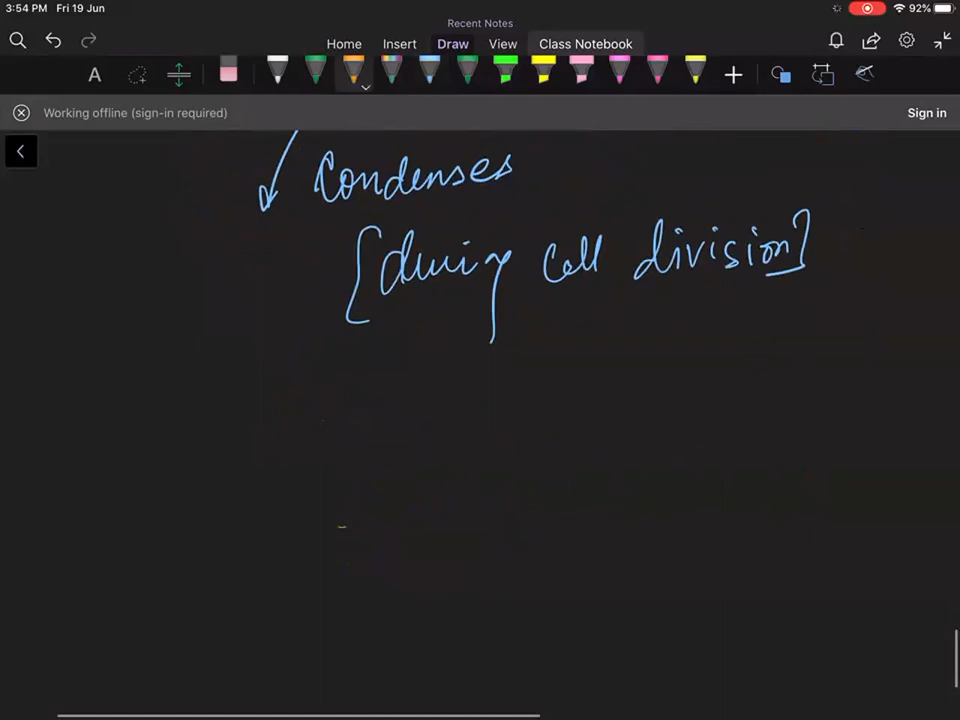 3:54 PM Fri 19 Jun
92%
Recent Notes
Home Insert Draw View Class Notebook
A
Working offline (sign-in required) Sign in
Condenses
[during cell division]